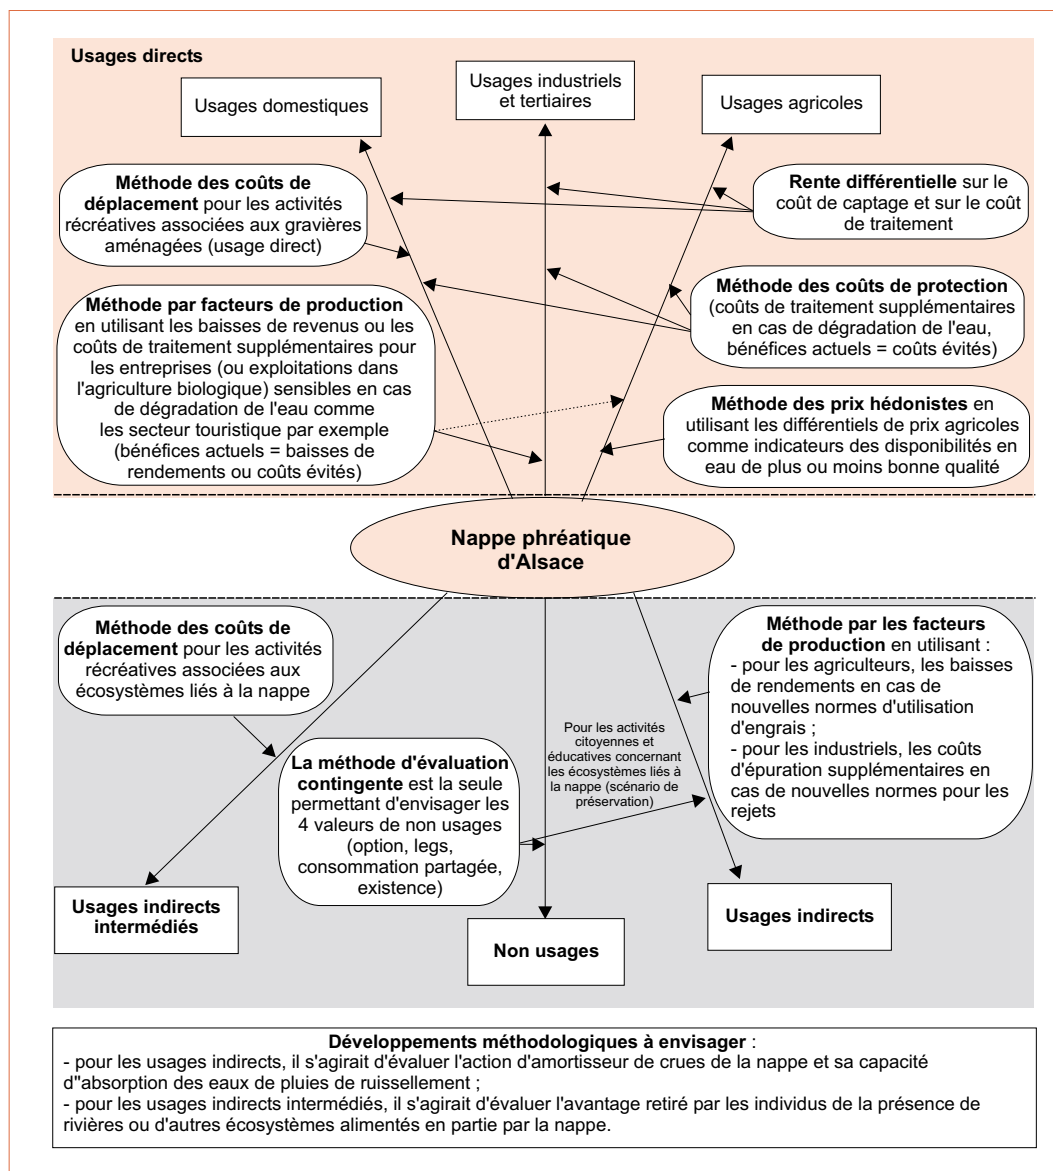 Usages directs
Usages domestiques
Usages industriels
et tertiaires
Usages agricoles
Méthode des coûts de
déplacement pour les activités
récréatives associées aux gravières
aménagées (usage direct)
Rente différentielle sur le
coût de captage et sur le coût
de traitement
Méthode par facteurs de production
en utilisant les baisses de revenus ou les
coûts de traitement supplémentaires pour
les entreprises (ou exploitations dans
l'agriculture biologique) sensibles en cas
de dégradation de l'eau comme
les secteur touristique par exemple
(bénéfices actuels = baisses de
rendements ou coûts évités)
Méthode des coûts de protection
(coûts de traitement supplémentaires
en cas de dégradation de l'eau,
bénéfices actuels = coûts évités)
Méthode des prix hédonistes en
utilisant les différentiels de prix agricoles
comme indicateurs des disponibilités en
eau de plus ou moins bonne qualité
Nappe phréatique
d'Alsace
Méthode des coûts de
déplacement pour les activités
récréatives associées aux
écosystèmes liés à la nappe
Méthode par les facteurs
de production en utilisant :
- pour les agriculteurs, les baisses
de rendements en cas de
nouvelles normes d'utilisation
d'engrais ;
- pour les industriels, les coûts
d'épuration supplémentaires en
cas de nouvelles normes pour les
rejets
Pour les activités
citoyennes et
éducatives concernant
les écosystèmes liés à
la nappe (scénario de
préservation)
La méthode d'évaluation
contingente est la seule
permettant d'envisager les
4 valeurs de non usages
(option, legs,
consommation partagée,
existence)
Usages indirects
intermédiés
Non usages
Usages indirects
Développements méthodologiques à envisager :
- pour les usages indirects, il s'agirait d'évaluer l'action d'amortisseur de crues de la nappe et sa capacité
d"absorption des eaux de pluies de ruissellement ;
- pour les usages indirects intermédiés, il s'agirait d'évaluer l'avantage retiré par les individus de la présence de
rivières ou d'autres écosystèmes alimentés en partie par la nappe.